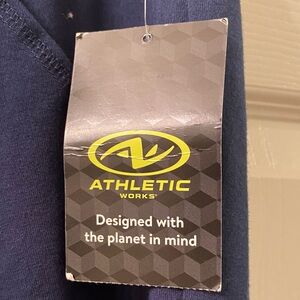 ATHLETIC
WORKS
Designed with
the planet in mind